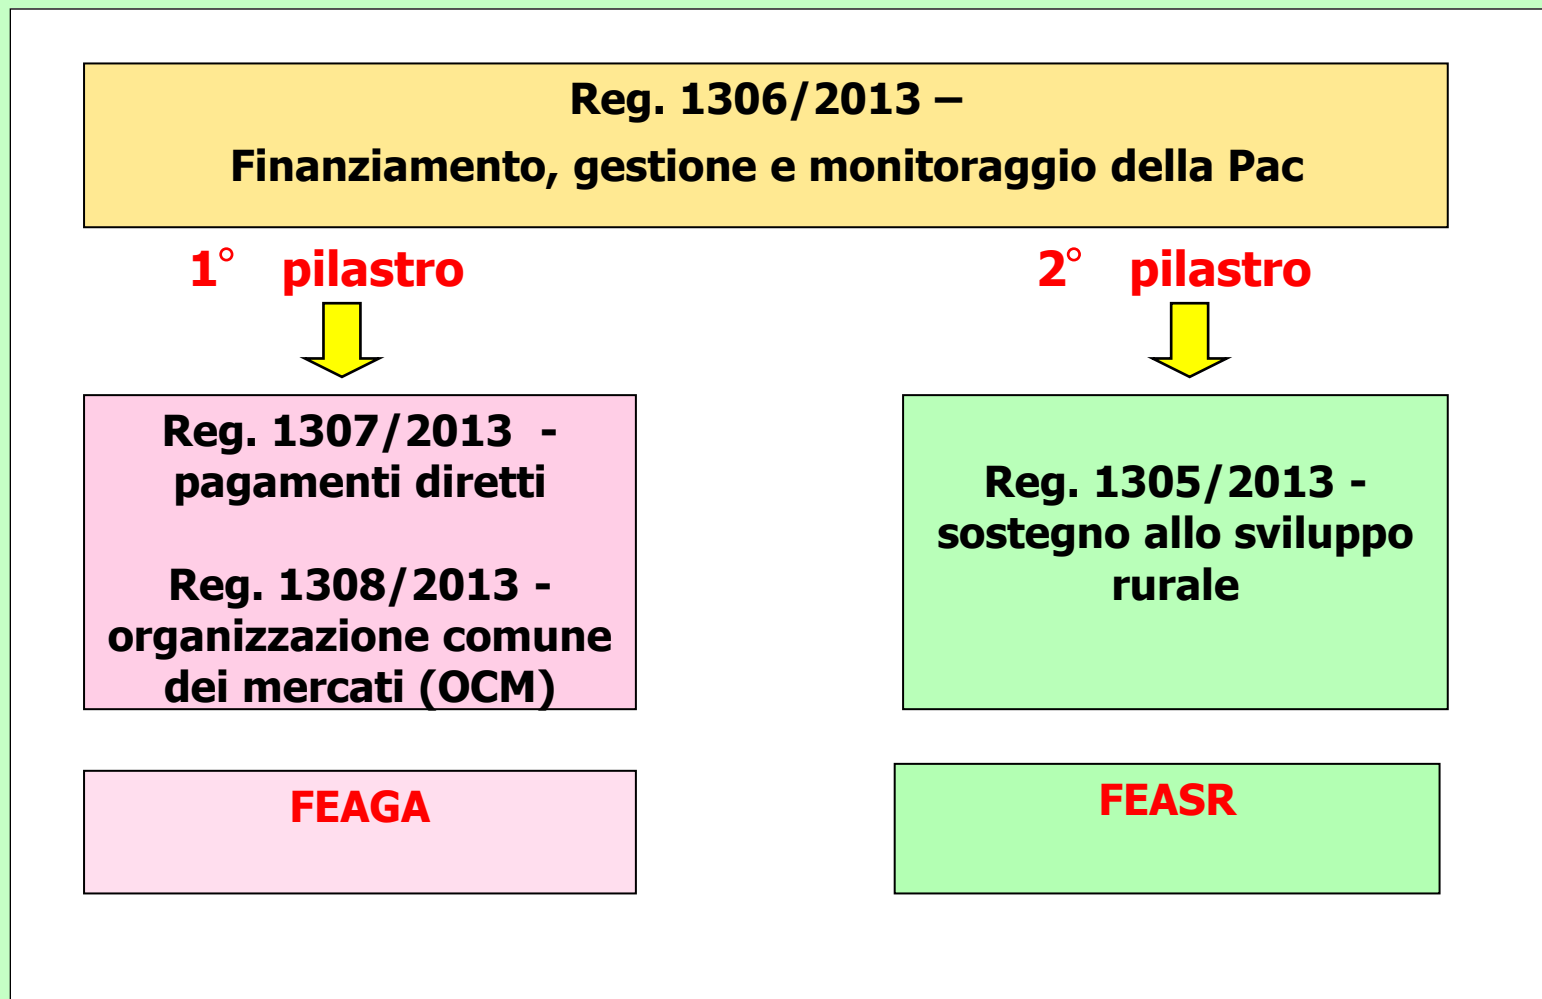 Reg. 1306/2013 –
Finanziamento, gestione e monitoraggio della Pac
1° pilastro
2° pilastro
Reg. 1307/2013 -
pagamenti diretti
Reg. 1308/2013 -
organizzazione comune
dei mercati (OCM)
Reg. 1305/2013 -
sostegno allo sviluppo
rurale
FEAGA
FEASR